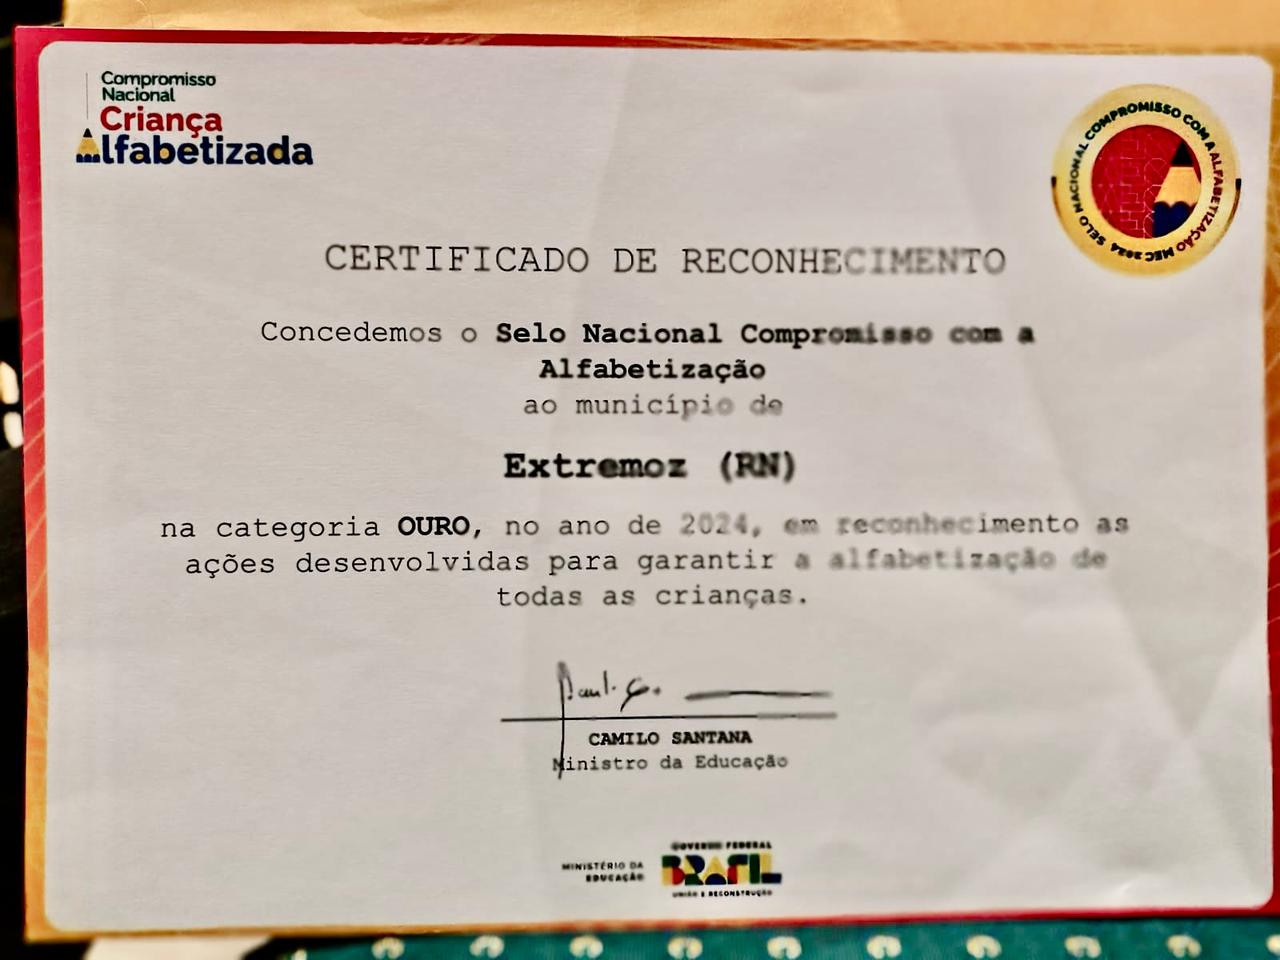 Compromisso
Nacional
Criança
Alfabetizada
SELO NACIONAL COMPROMISSO COM A ALFABETIZAÇÃO MEC 2024
CERTIFICADO DE RECONHECIMENTO
Concedemos o Selo Nacional Compromisso com a
Alfabetização
ao município de
Extremoz (RN)
na categoria OURO, no ano de 2024, em reconhecimento as
ações desenvolvidas para garantir a alfabetização de
todas as crianças.
CAMILO SANTANA
Ministro da Educação
MINISTÉRIO DA
EDUCAÇÃO
GOVERNO FEDERAL
BRASIL
UNIÃO E RECONSTRUÇÃO